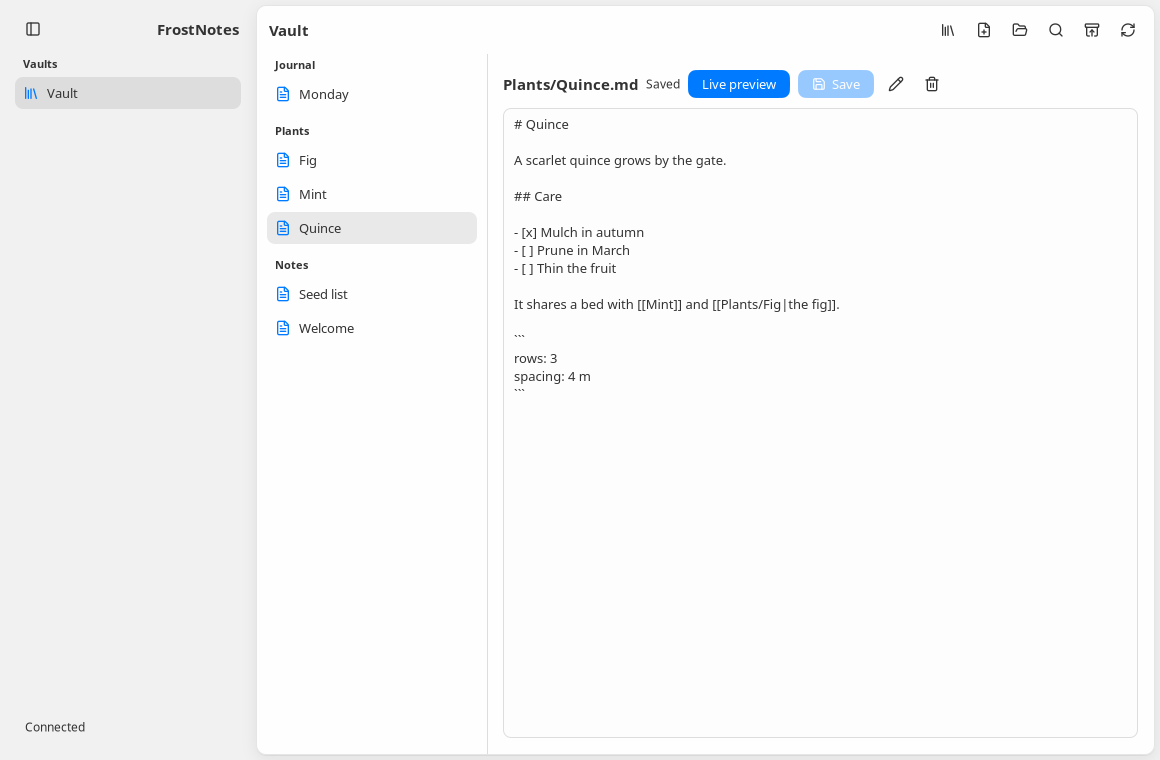 FrostNotes
Vaults
Vault
Connected
Vault
Journal
Monday
Plants
Fig
Mint
Quince
Notes
Seed list
Welcome
Plants/Quince.md Saved Live preview Save
# Quince
A scarlet quince grows by the gate.
## Care
- [x] Mulch in autumn
- [ ] Prune in March
- [ ] Thin the fruit
It shares a bed with [[Mint]] and [[Plants/Fig|the fig]].
```
rows: 3
spacing: 4 m
```